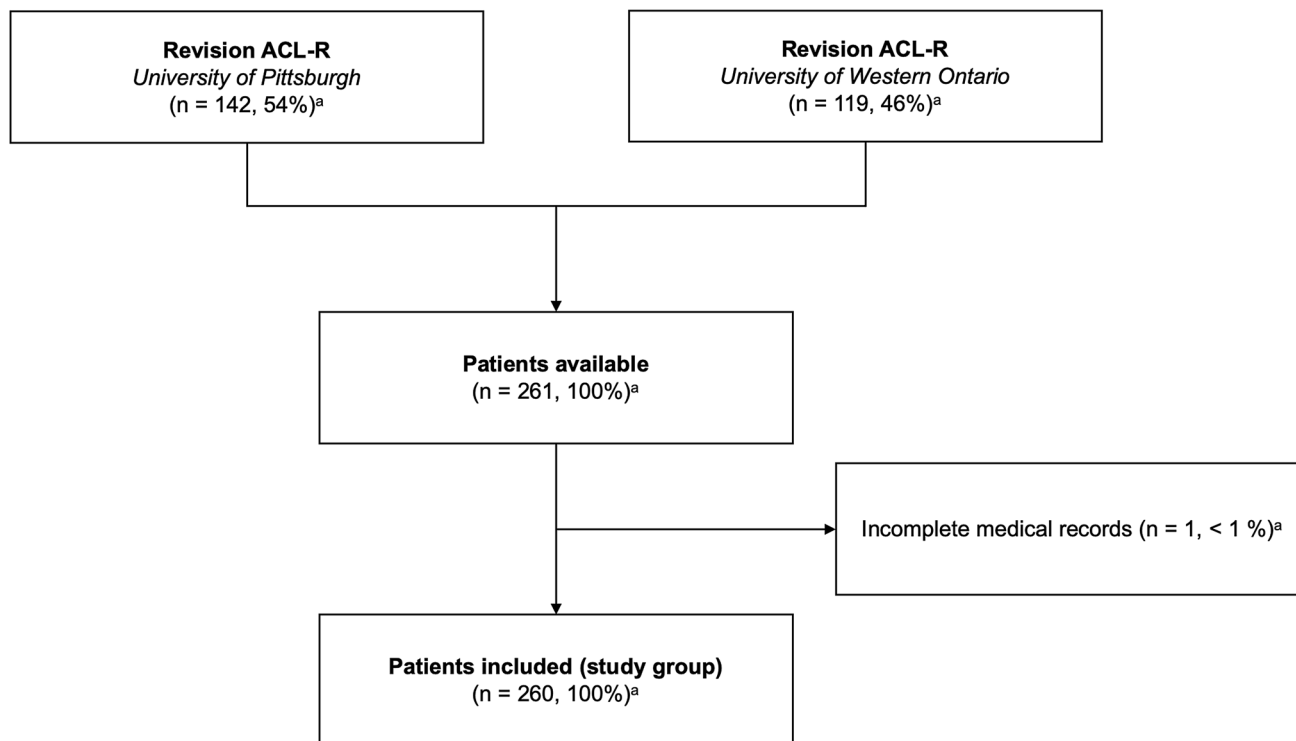 Revision ACL-R
University of Pittsburgh
(n = 142, 54%)ᵃ
Revision ACL-R
University of Western Ontario
(n = 119, 46%)ᵃ
Patients available
(n = 261, 100%)ᵃ
Incomplete medical records (n = 1, < 1 %)ᵃ
Patients included (study group)
(n = 260, 100%)ᵃ